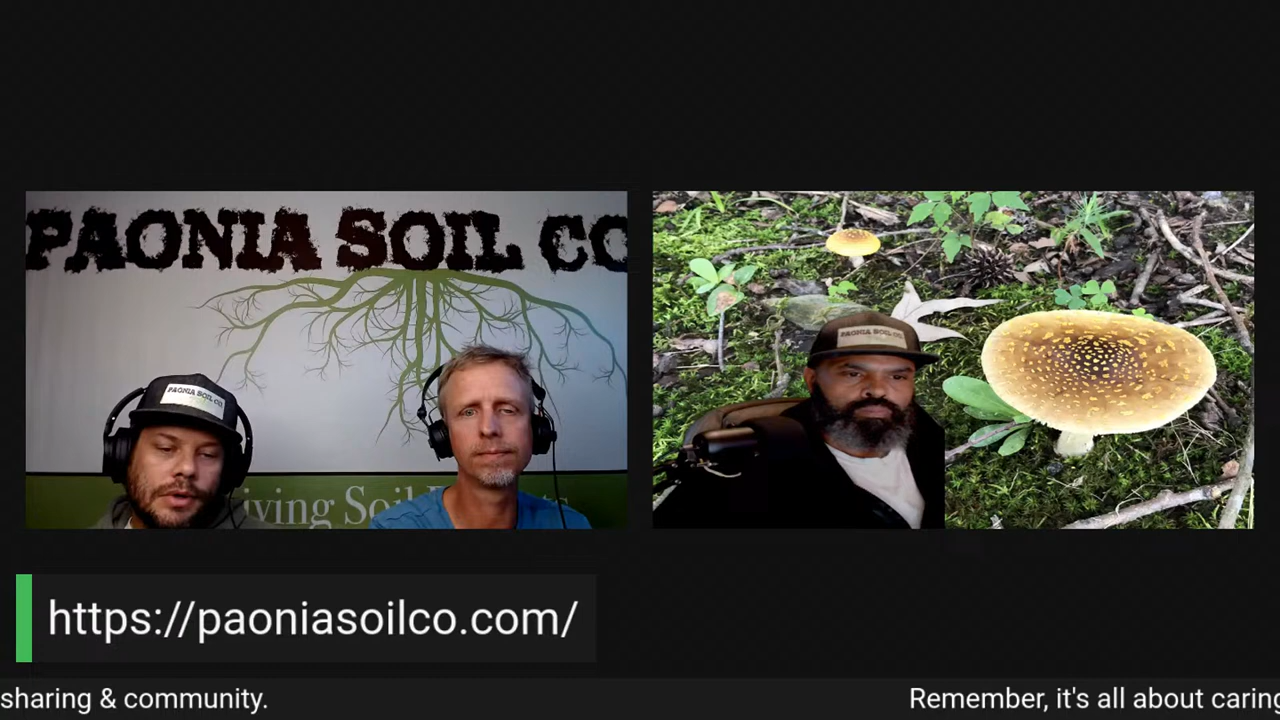 PAONIA SOIL CO
PAONIA SOIL CO.
PAONIA SOIL CO.
https://paoniasoilco.com/
sharing & community.
Remember, it's all about caring